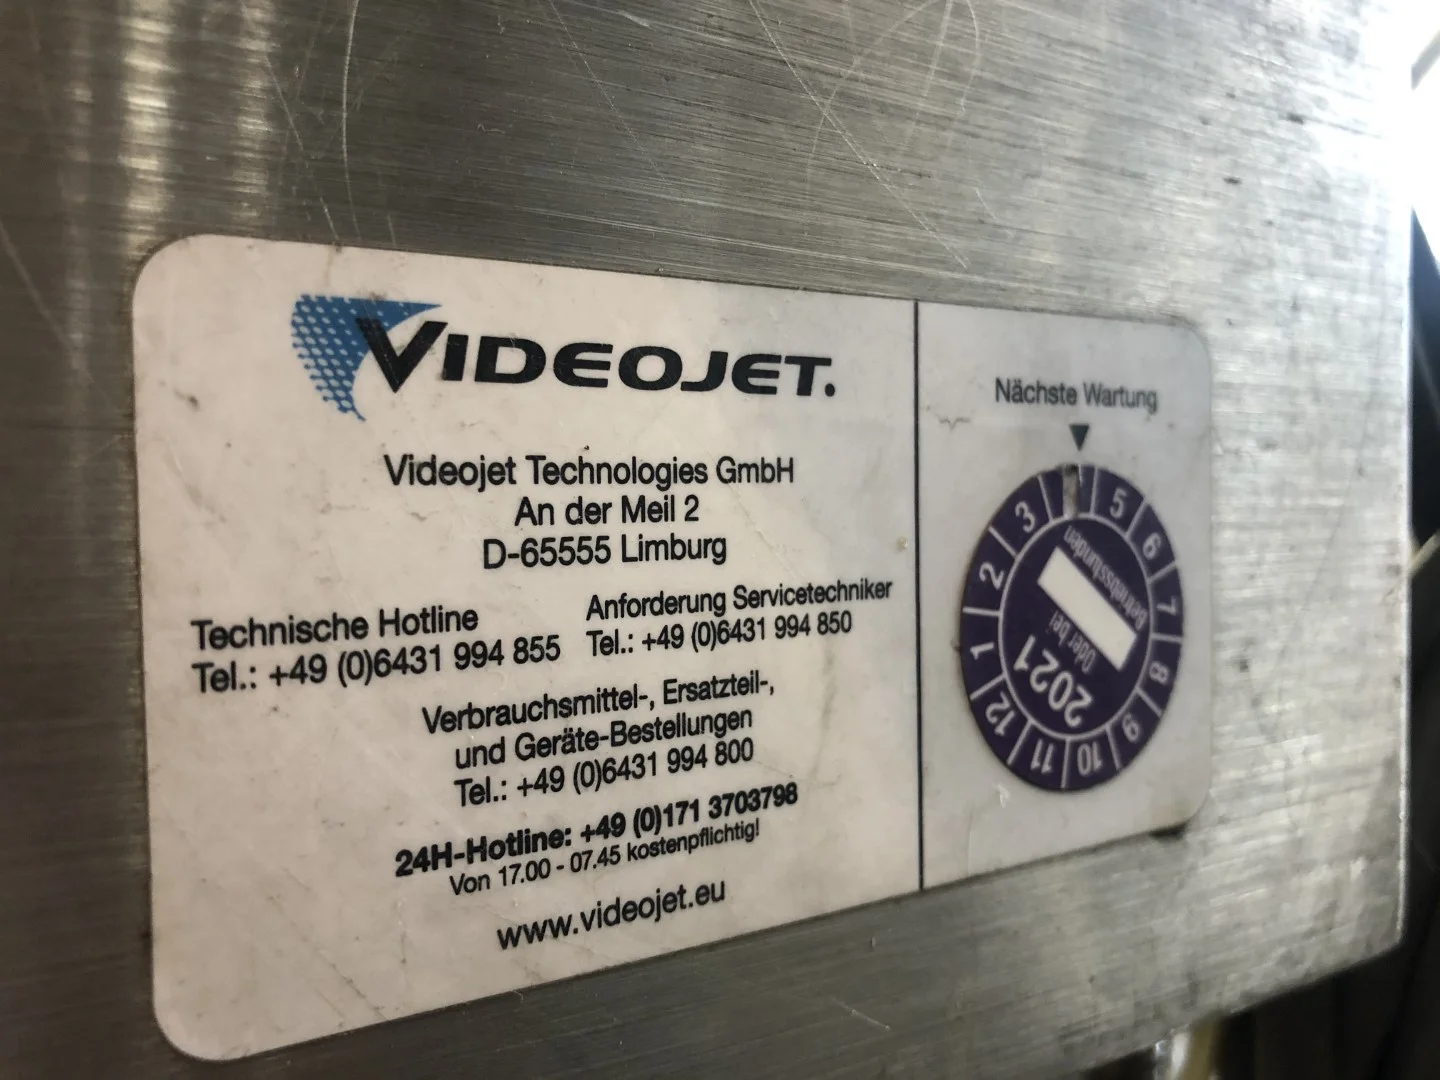 VIDEOJET.
Videojet Technologies GmbH
An der Meil 2
D-65555 Limburg
Technische Hotline
Tel.: +49 (0)6431 994 855
Anforderung Servicetechniker
Tel.: +49 (0)6431 994 850
Verbrauchsmittel-, Ersatzteil-,
und Geräte-Bestellungen
Tel.: +49 (0)6431 994 800
24H-Hotline: +49 (0)171 3703798
Von 17.00 - 07.45 kostenpflichtig!
www.videojet.eu
Nächste Wartung
1
2
3
5
6
7
8
9
10
11
12
2021
Oder bei
Betriebsstunden